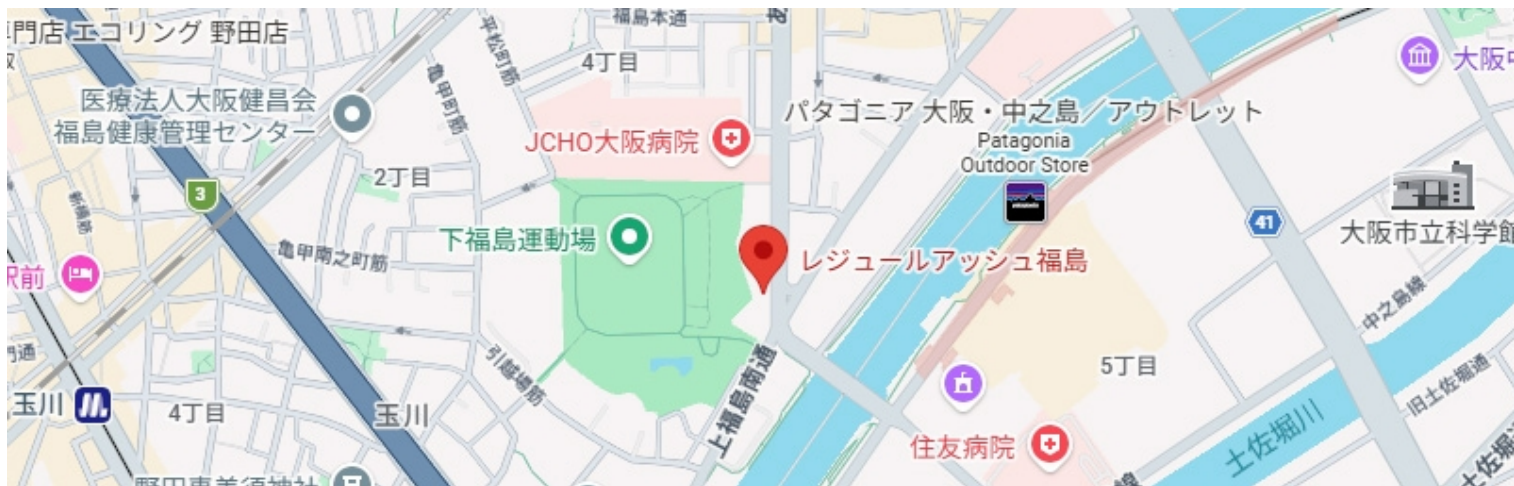 門店 エコリング 野田店
福島本通
あ
4丁目
平松町筋
亀甲町筋
医療法人大阪健昌会
福島健康管理センター
JCHO大阪病院
パタゴニア 大阪・中之島／アウトレット
Patagonia
Outdoor Store
patagonia
大阪中
2丁目
3
新福筋
下福島運動場
亀甲南之町筋
41
大阪市立科学館
駅前
レジュールアッシュ福島
中之島線
門通
引越場筋
上福島南通
5丁目
旧土佐堀通
玉川
4丁目
玉川
住友病院
土佐堀川
野田恵美須神社
線